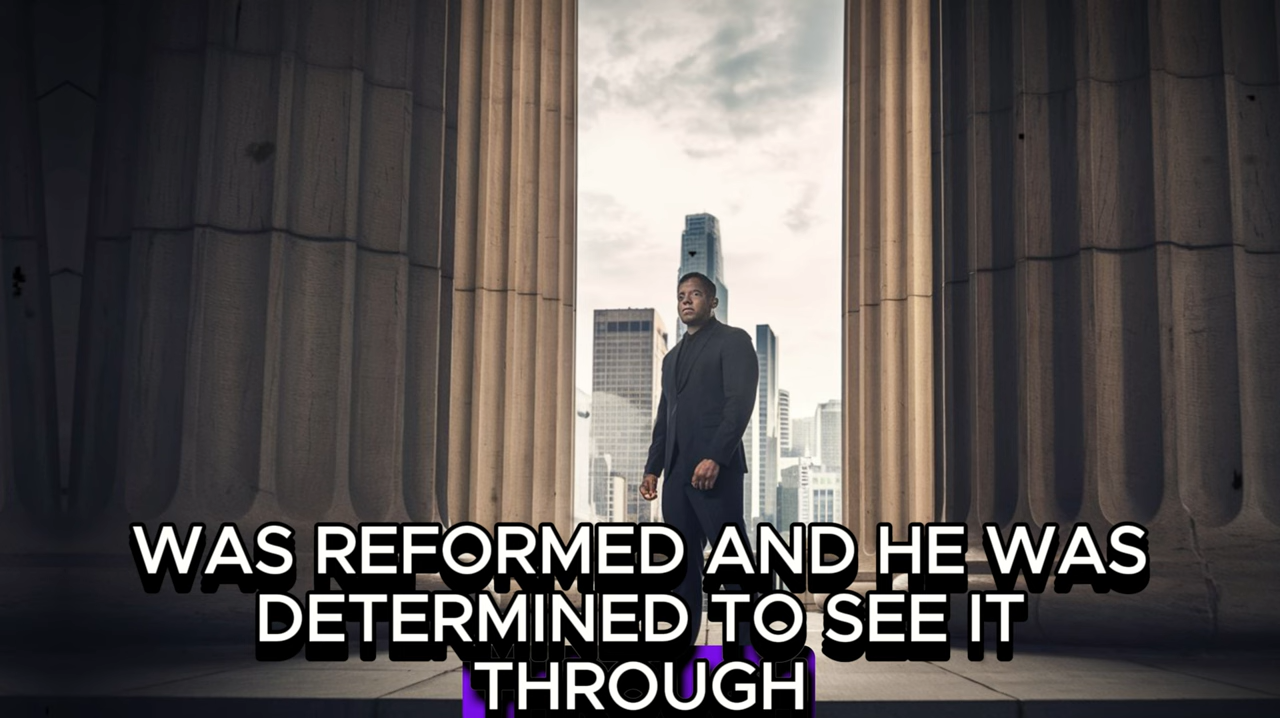 WAS REFORMED AND HE WAS
DETERMINED TO SEE IT
THROUGH